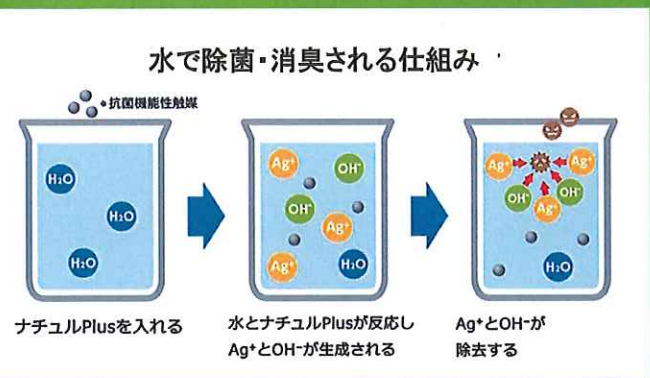 水で除菌・消臭される仕組み
•抗菌機能性触媒
H₂O
H₂O
H₂O
Ag⁺
OH⁻
OH⁻
Ag⁺
Ag⁺
H₂O
Ag⁺
Ag⁺
OH⁻
OH⁻
Ag⁺
H₂O
ナチュルPlusを入れる
水とナチュルPlusが反応し
Ag⁺とOH⁻が生成される
Ag⁺とOH⁻が
除去する